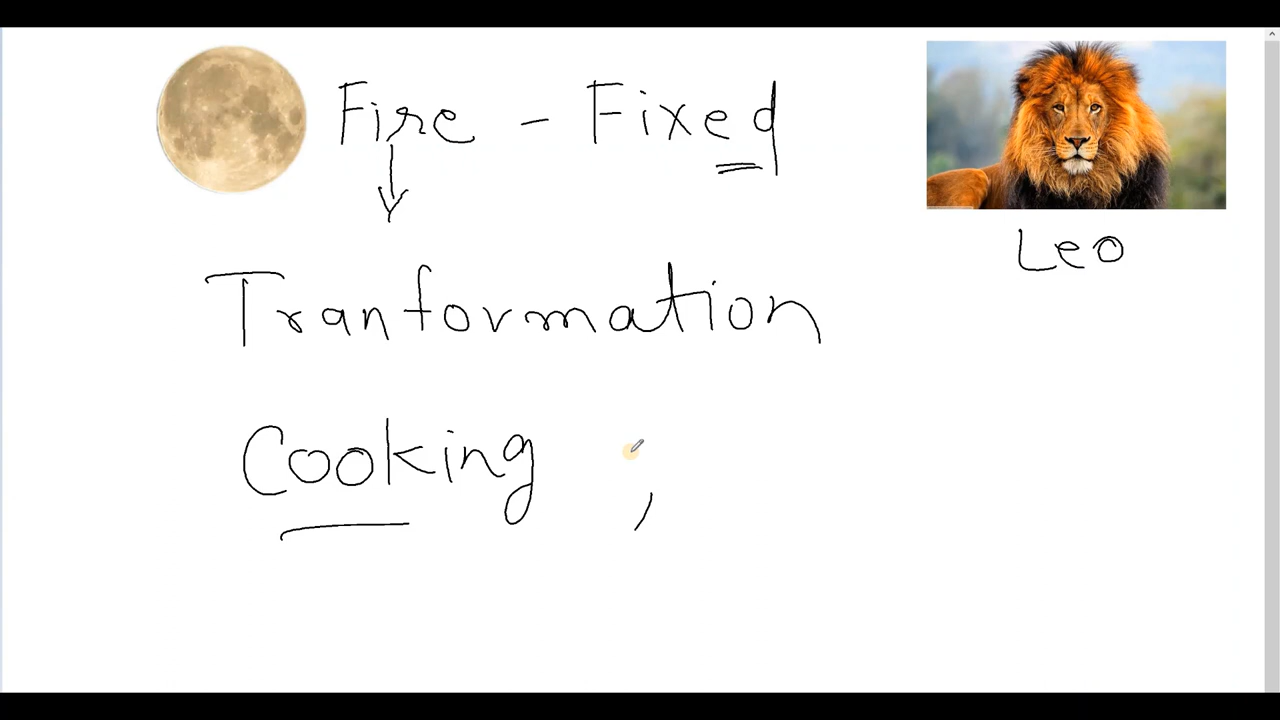 Fire - Fixed
Leo
Tranformation
Cooking ,